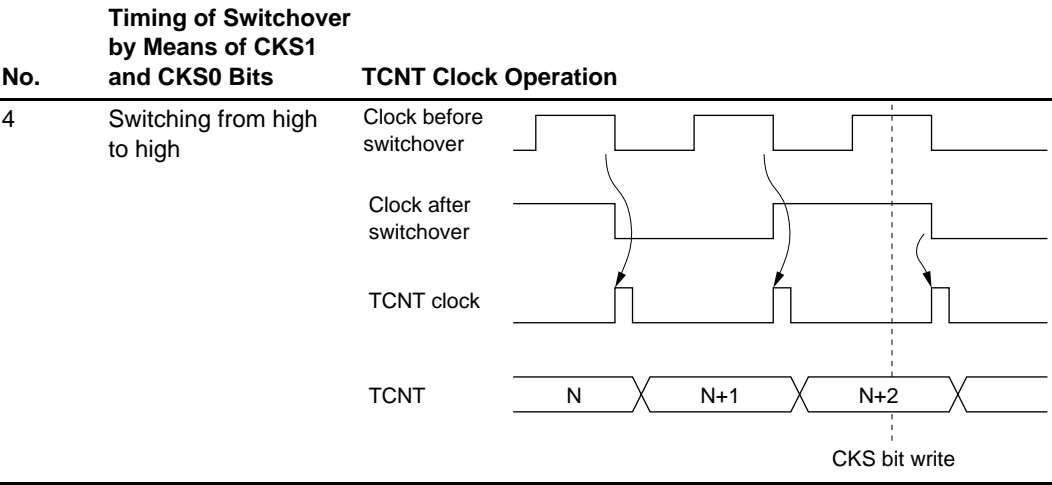 Timing of Switchover
by Means of CKS1
No. and CKS0 Bits TCNT Clock Operation
4 Switching from high
to high
Clock before
switchover
Clock after
switchover
TCNT clock
TCNT N N+1 N+2
CKS bit write